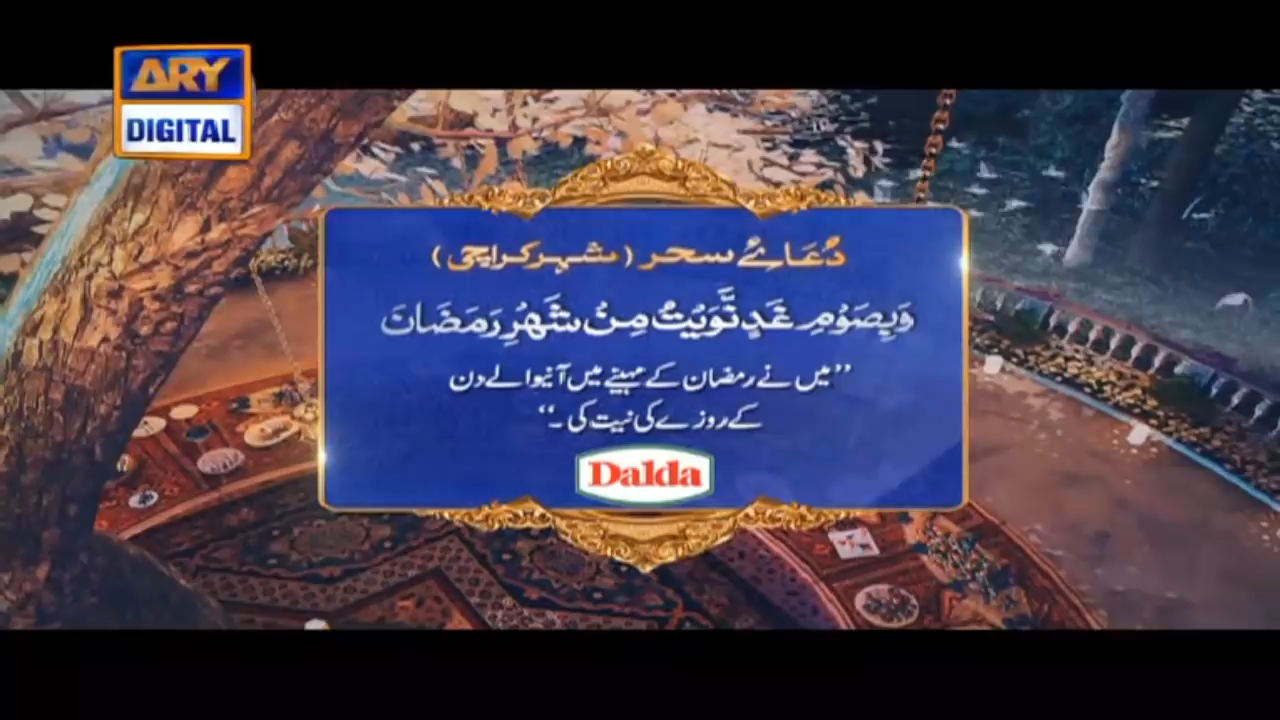 ARY
DIGITAL
دُعَائے سحر (شہر کراچی)
وَبِصَوْمِ غَدٍ نَّوَيْتُ مِنْ شَهْرِ رَمَضَانَ
’’میں نے رمضان کے مہینے میں آنیوالے دن
کے روزے کی نیت کی۔‘‘
Dalda